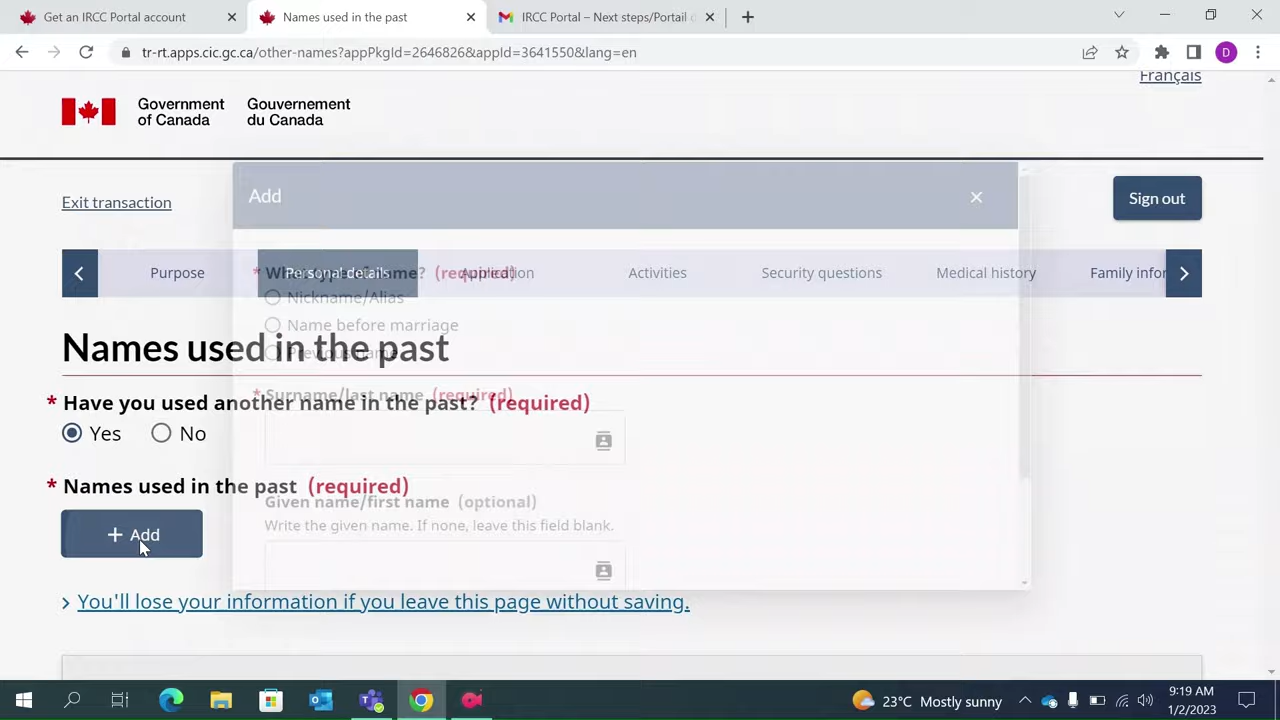 Get an IRCC Portal account
Names used in the past
IRCC Portal – Next steps/Portail d
tr-rt.apps.cic.gc.ca/other-names?appPkgId=2646826&appId=3641550&lang=en
D
Français
Government of Canada
Gouvernement du Canada
Exit transaction
Sign out
Add
Purpose
Personal details
Application
Activities
Security questions
Medical history
Family infor
name? (required)
Nickname/Alias
Name before marriage
Previous name
Names used in the past
* Surname/last name (required)
* Have you used another name in the past? (required)
Yes
No
* Names used in the past (required)
Given name/first name (optional)
Write the given name. If none, leave this field blank.
+ Add
> You'll lose your information if you leave this page without saving.
23°C Mostly sunny
9:19 AM
1/2/2023